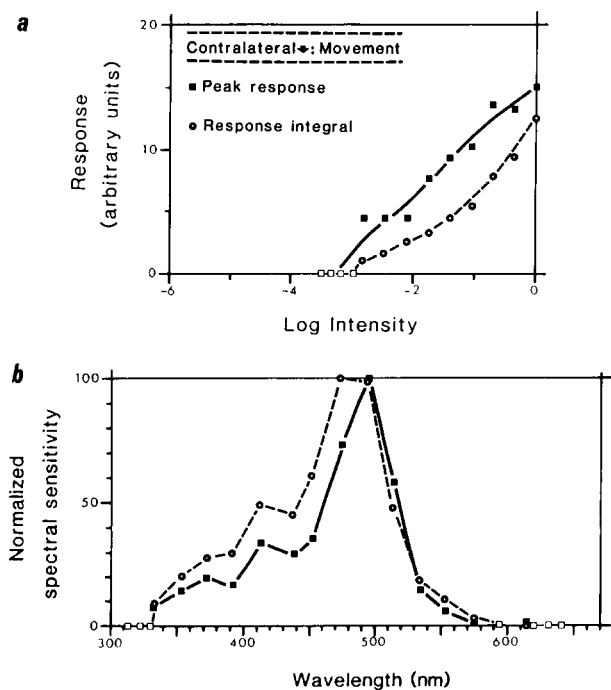 a
20
Contralateral : Movement
■ Peak response
Response integral
Response
(arbitrary units)
10
0
-6
-4
-2
0
Log Intensity
b
100
50
0
Normalized
spectral sensitivity
300
400
500
600
Wavelength (nm)